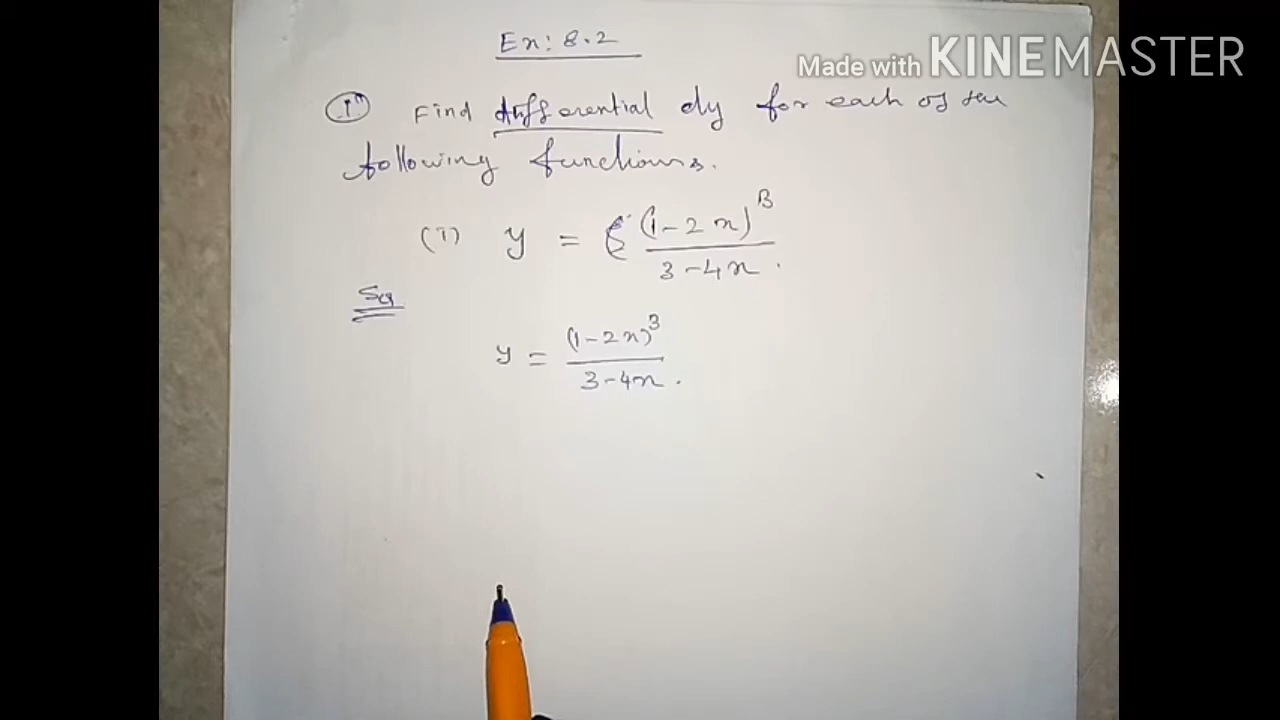 Ex: 8.2
Made with KINEMASTER
1) Find differential dy for each of the
following functions.
(i) y = (1-2x)^3 / 3-4x .
Sol
y = (1-2x)^3 / 3-4x .